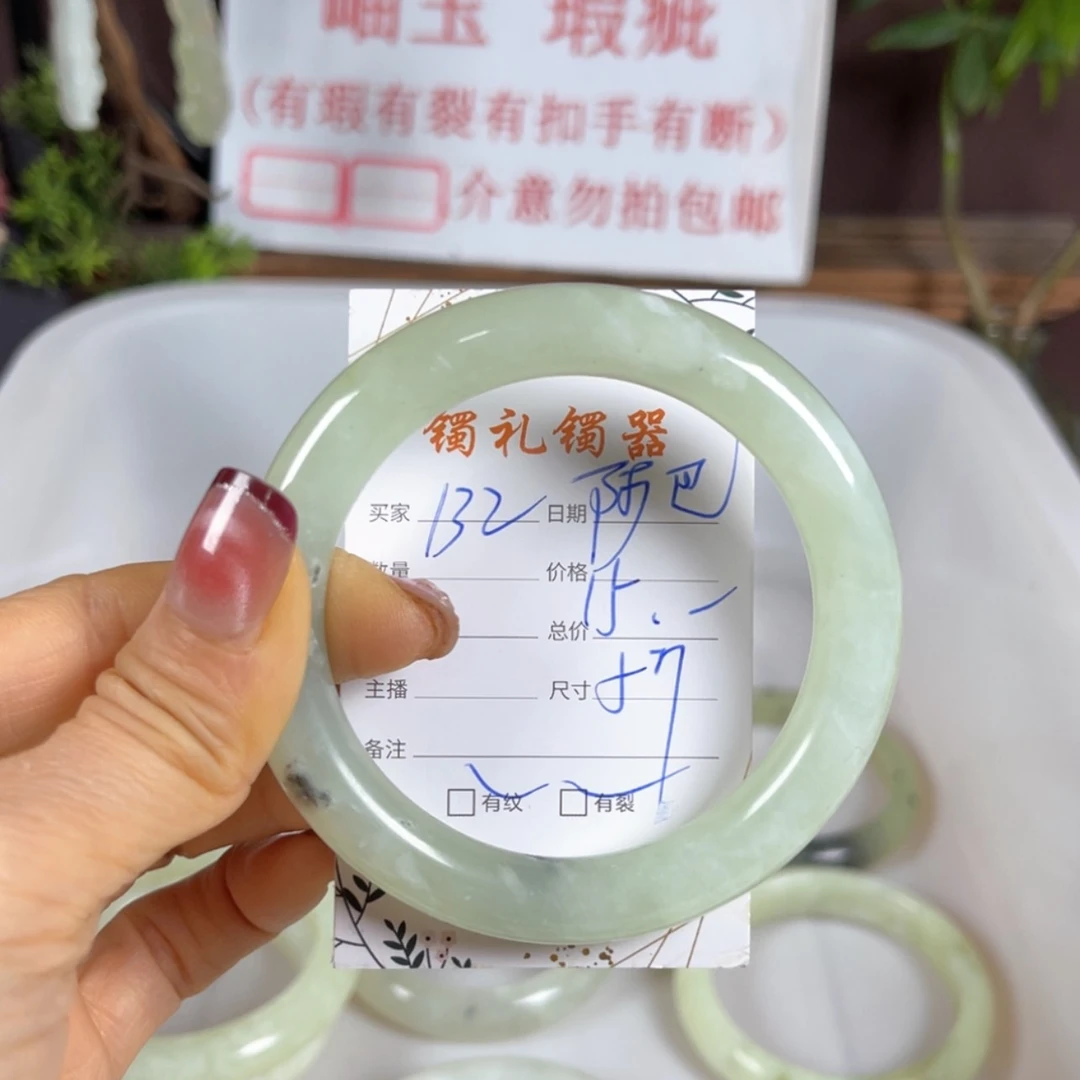 岫玉 瑕疵
（有瑕有裂有扣手有断）
介意勿拍包邮
镯礼镯器
买家 132 日期
数量 价格 15.-
总价
主播 尺寸 57
备注
有纹 有裂